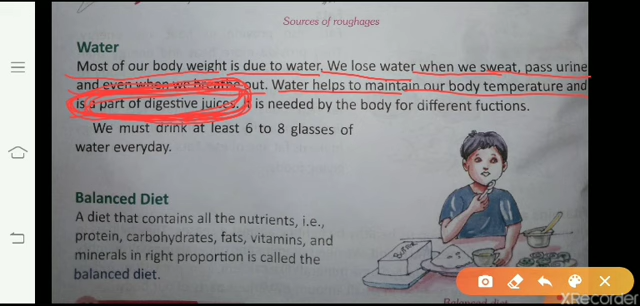 Sources of roughages
Water
Most of our body weight is due to water. We lose water when we sweat, pass urine
and even when we breathe out. Water helps to maintain our body temperature and
is a part of digestive juices. It is needed by the body for different fuctions.
We must drink at least 6 to 8 glasses of
water everyday.
Balanced Diet
A diet that contains all the nutrients, i.e.,
protein, carbohydrates, fats, vitamins, and
minerals in right proportion is called the
balanced diet.
Balanced diet
XRecorder